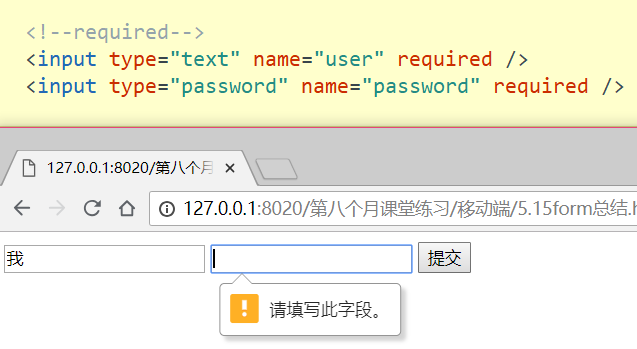 <!--required-->
<input type="text" name="user" required />
<input type="password" name="password" required />
127.0.0.1:8020/第八个月
127.0.0.1:8020/第八个月课堂练习/移动端/5.15form总结.h
我
提交
请填写此字段。